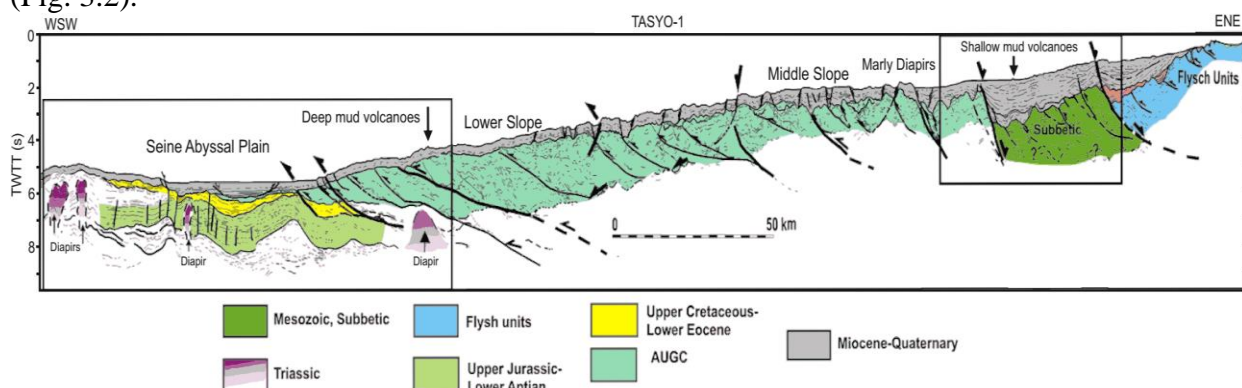 (Fig. 3.2).
WSW TASYO-1 ENE
Shallow mud volcanoes
Marly Diapirs
Middle Slope
Flysch Units
Deep mud volcanoes
Lower Slope
Subbetic
Seine Abyssal Plain
TWTT (s)
0
2
4
6
8
0 50 km
Diapirs
Diapir
Diapir
Mesozoic, Subbetic
Flysh units
Upper Cretaceous-
Lower Eocene
Miocene-Quaternary
AUGC
Triassic
Upper Jurassic-
Lower Aptian